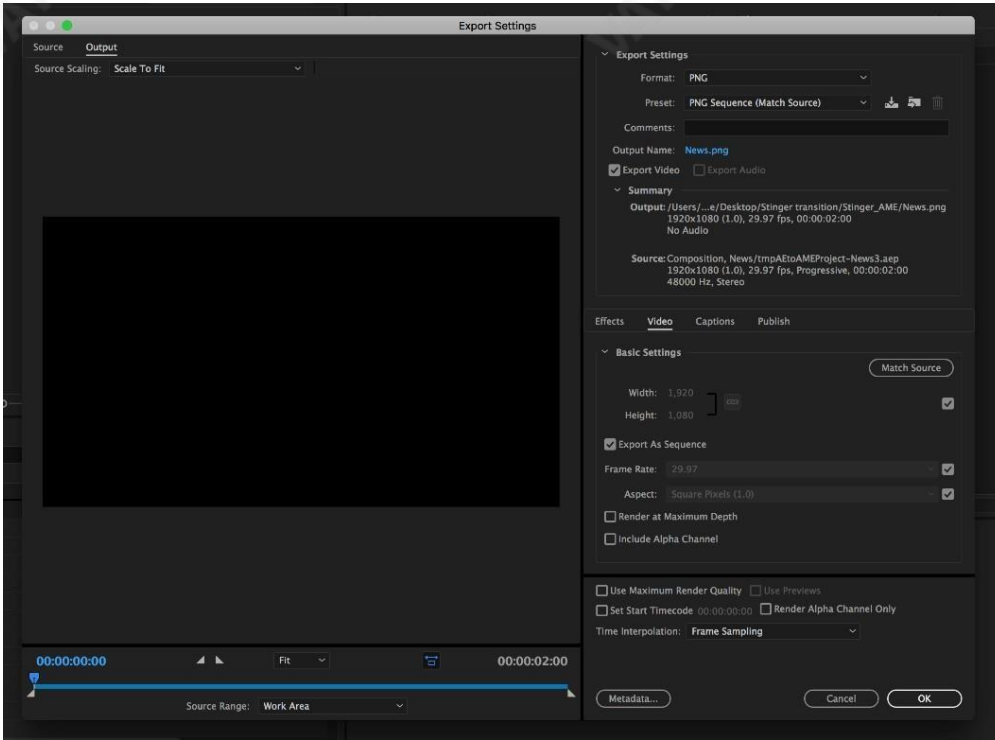 Export Settings
Source Output
Source Scaling: Scale To Fit
Export Settings
Format: PNG
Preset: PNG Sequence (Match Source)
Comments:
Output Name: News.png
Export Video Export Audio
Summary
Output: /Users/...e/Desktop/Stinger transition/Stinger_AME/News.png
1920x1080 (1.0), 29.97 fps, 00:00:02:00
No Audio
Source: Composition, News/tmpAEtoAMEProject-News3.aep
1920x1080 (1.0), 29.97 fps, Progressive, 00:00:02:00
48000 Hz, Stereo
Effects Video Captions Publish
Basic Settings
Match Source
Width: 1,920
Height: 1,080
Export As Sequence
Frame Rate: 29.97
Aspect: Square Pixels (1.0)
Render at Maximum Depth
Include Alpha Channel
Use Maximum Render Quality Use Previews
Set Start Timecode 00:00:00:00 Render Alpha Channel Only
Time Interpolation: Frame Sampling
00:00:00:00 Fit 00:00:02:00
Source Range: Work Area
Metadata... Cancel OK